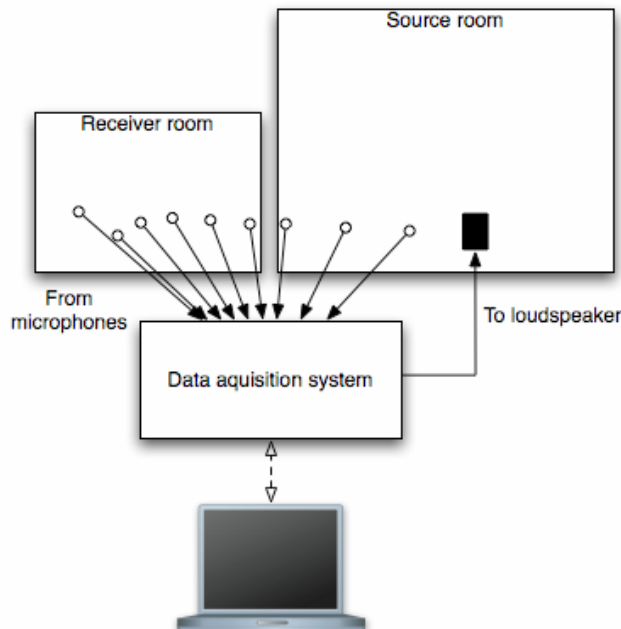 Source room
Receiver room
From
microphones
To loudspeaker
Data aquisition system